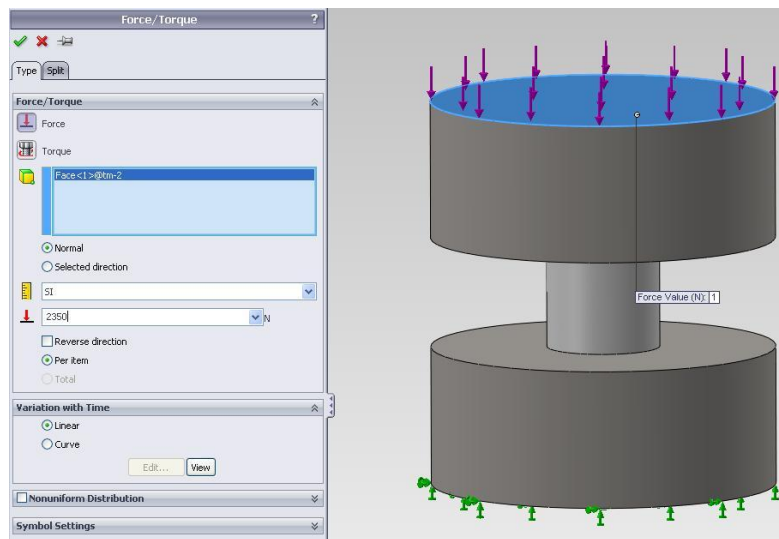 Force/Torque ?
Type Split
Force/Torque
Force
Torque
Face<1>@tm-2
Normal
Selected direction
SI
2350 N
Reverse direction
Per item
Total
Variation with Time
Linear
Curve
Edit... View
Nonuniform Distribution
Symbol Settings
Force Value (N): 1